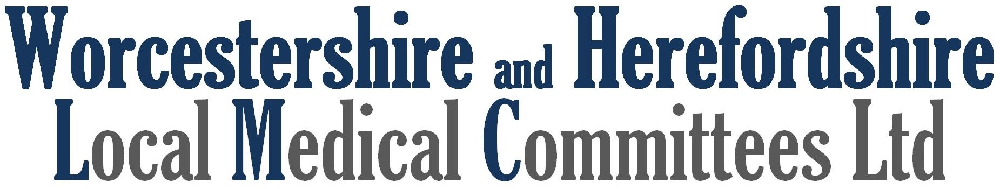 Worcestershire and Herefordshire
Local Medical Committees Ltd